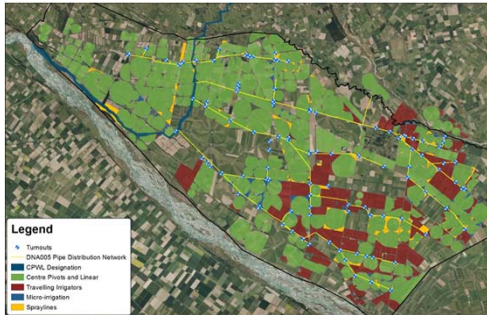 Legend
Turnouts
DNA005 Pipe Distribution Network
CPWL Designation
Centre Pivots and Linear
Travelling Irrigators
Micro-irrigation
Spraylines